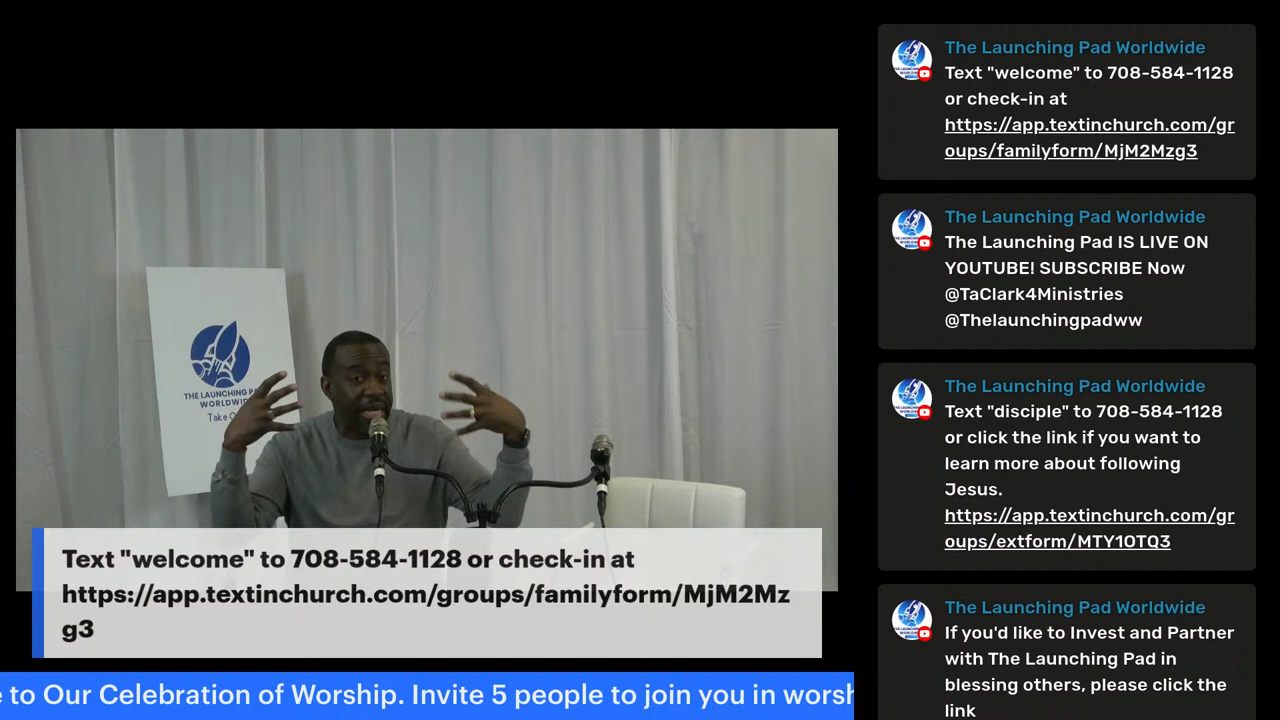 THE LAUNCHING PA
WORLDWID
Take O
Text "welcome" to 708-584-1128 or check-in at
https://app.textinchurch.com/groups/familyform/MjM2Mz
g3
to Our Celebration of Worship. Invite 5 people to join you in
The Launching Pad Worldwide
Text "welcome" to 708-584-1128
or check-in at
https://app.textinchurch.com/gr
oups/familyform/MjM2Mzg3
The Launching Pad Worldwide
The Launching Pad IS LIVE ON
YOUTUBE! SUBSCRIBE Now
@TaClark4Ministries
@Thelaunchingpadww
The Launching Pad Worldwide
Text "disciple" to 708-584-1128
or click the link if you want to
learn more about following
Jesus.
https://app.textinchurch.com/gr
oups/extform/MTY1OTQ3
The Launching Pad Worldwide
If you'd like to Invest and Partner
with The Launching Pad in
blessing others, please click the
link